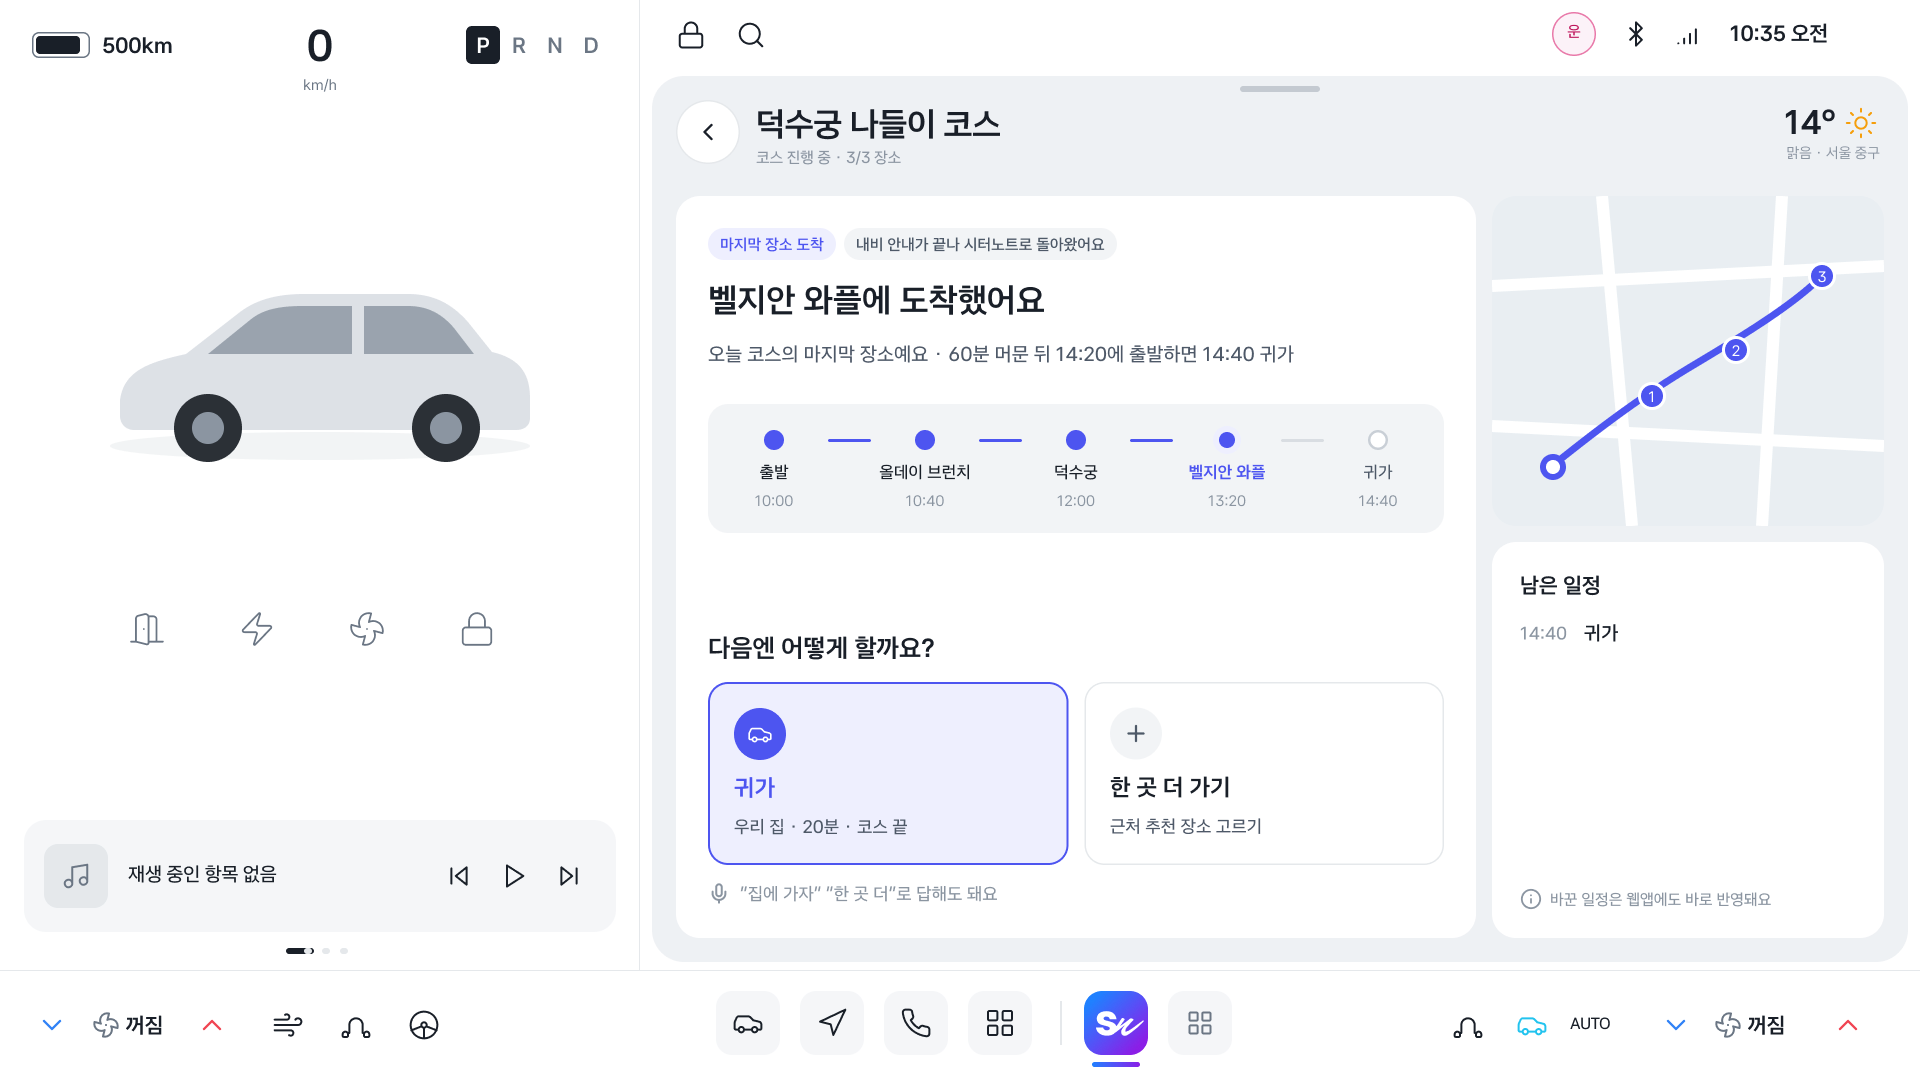 500km
0
km/h
P R N D
운
10:35 오전
덕수궁 나들이 코스
코스 진행 중 · 3/3 장소
14°
맑음 · 서울 중구
마지막 장소 도착
내비 안내가 끝나 시터노트로 돌아왔어요
벨지안 와플에 도착했어요
오늘 코스의 마지막 장소예요 · 60분 머문 뒤 14:20에 출발하면 14:40 귀가
출발
10:00
올데이 브런치
10:40
덕수궁
12:00
벨지안 와플
13:20
귀가
14:40
다음엔 어떻게 할까요?
귀가
우리 집 · 20분 · 코스 끝
한 곳 더 가기
근처 추천 장소 고르기
“집에 가자” “한 곳 더”로 답해도 돼요
3
2
1
남은 일정
14:40 귀가
바꾼 일정은 웹앱에도 바로 반영돼요
재생 중인 항목 없음
꺼짐
Sn
AUTO
꺼짐